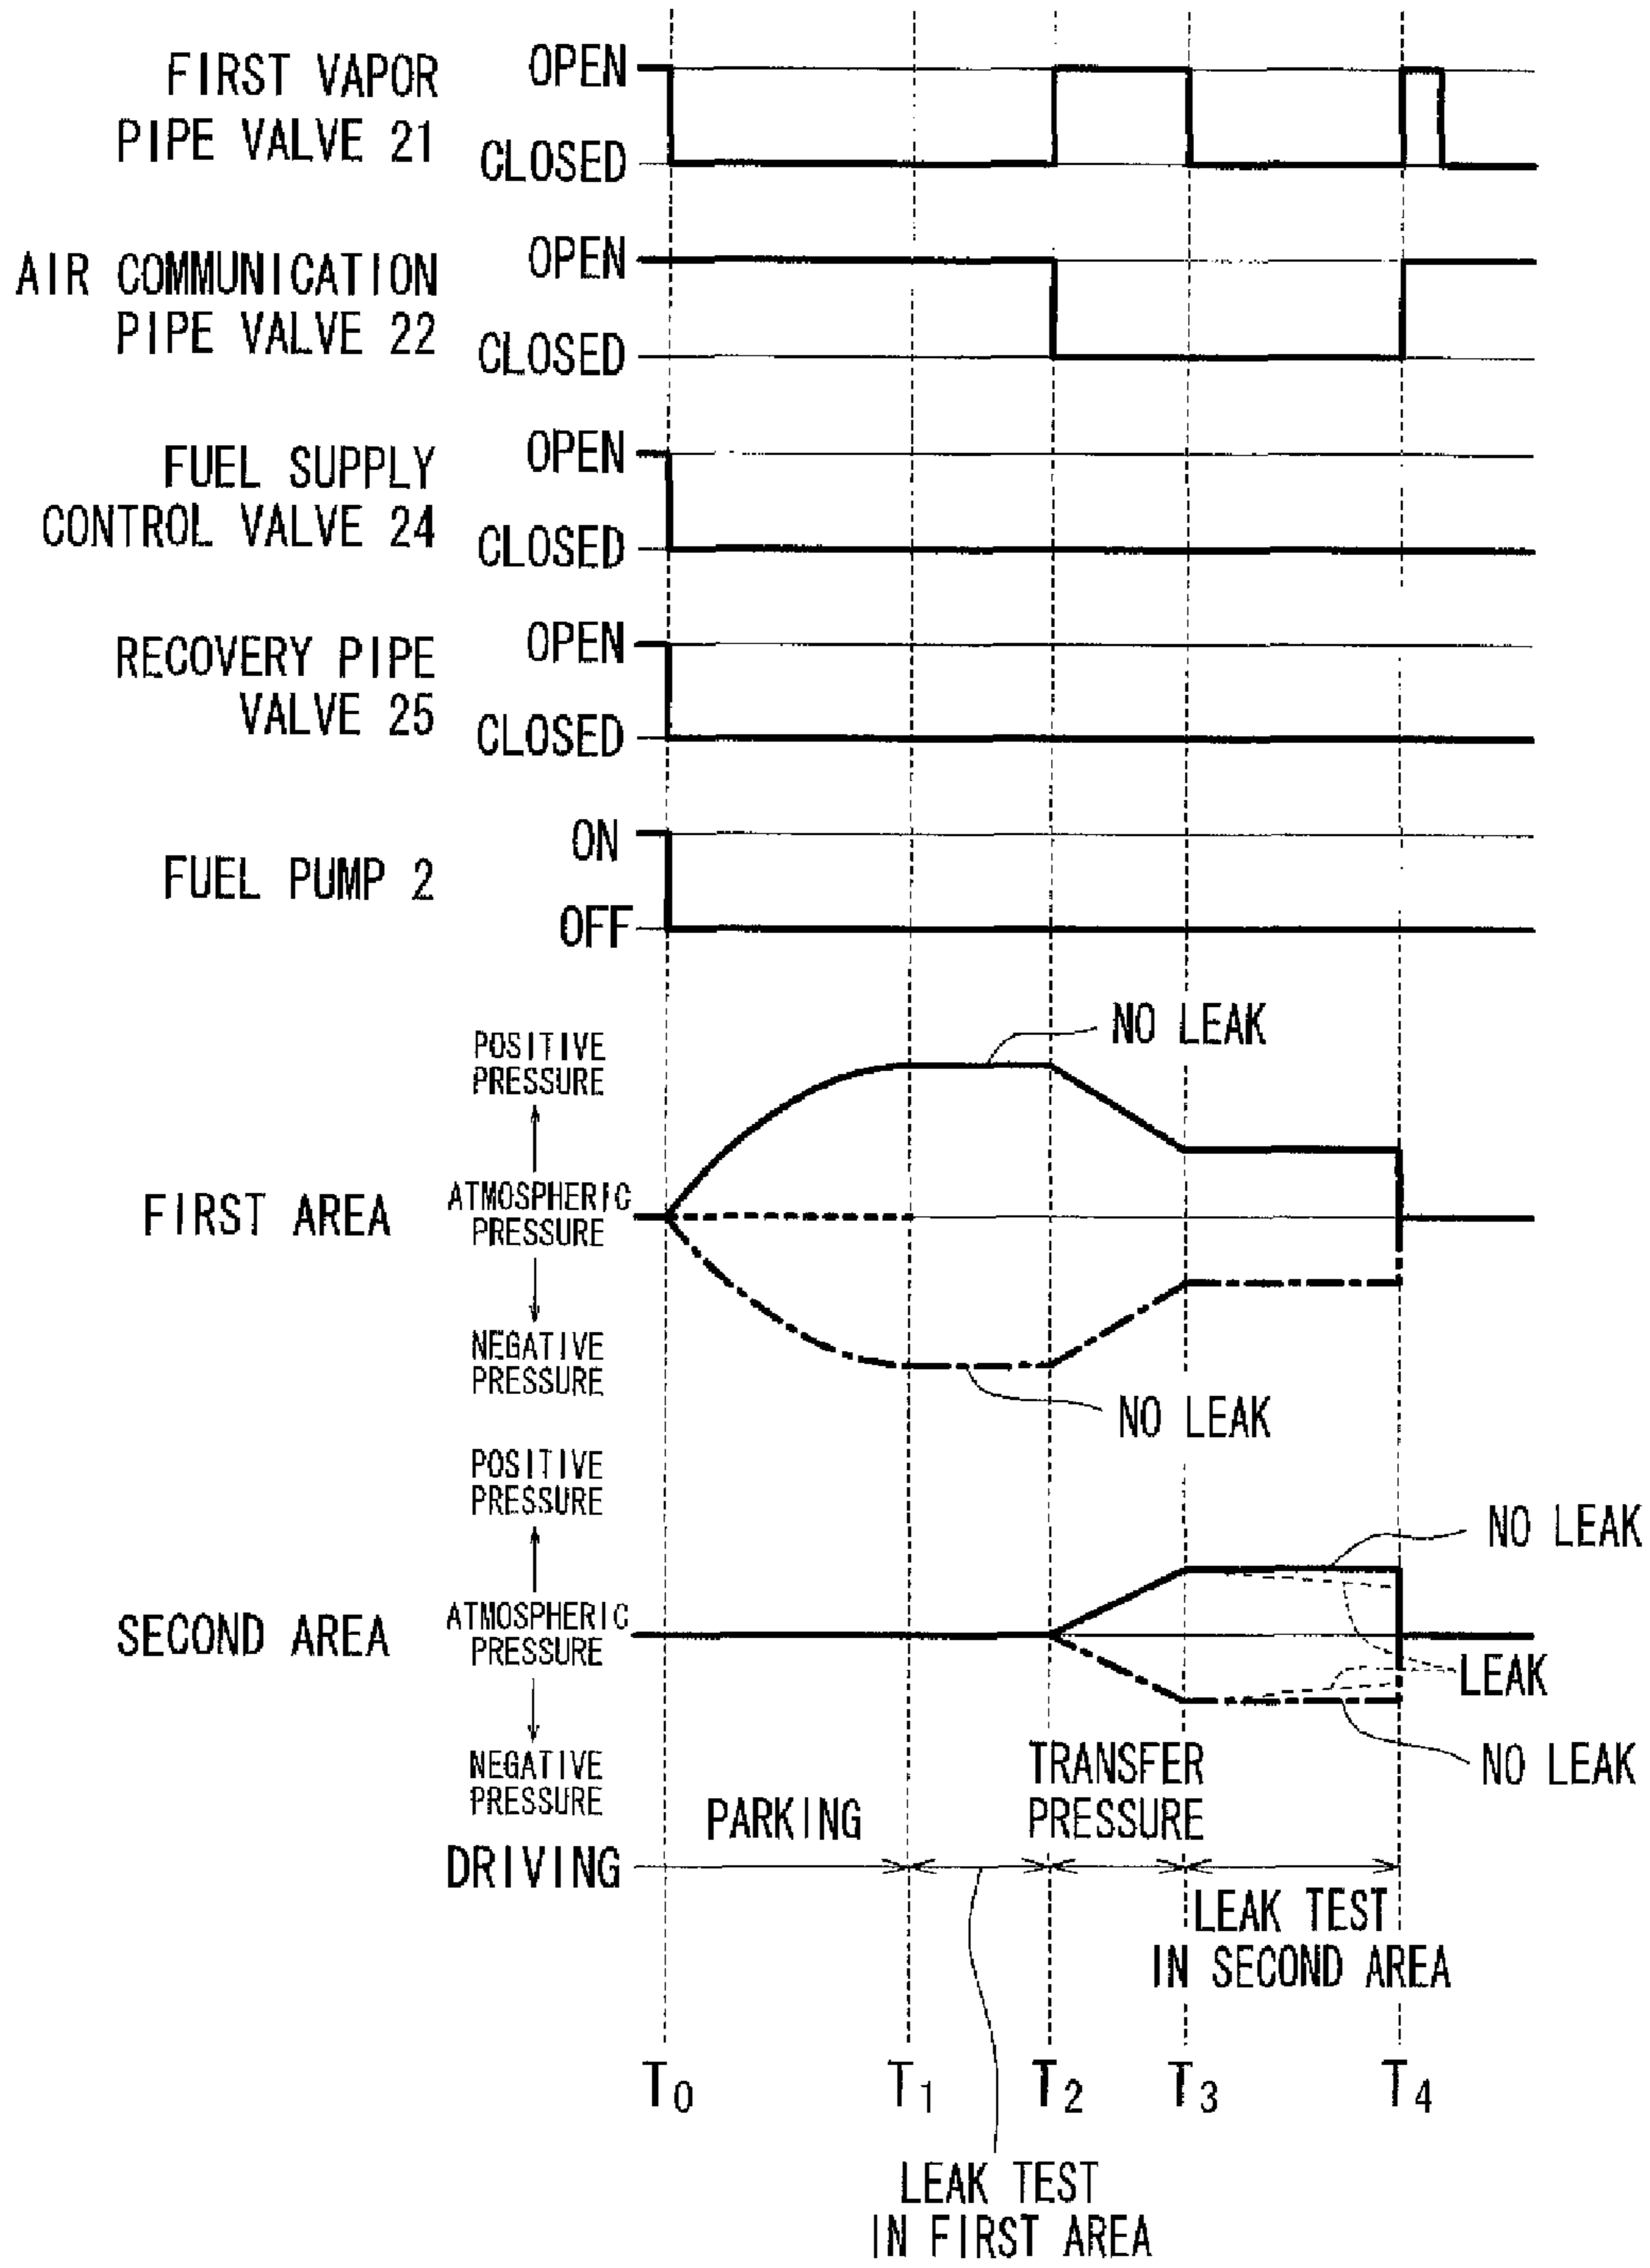 FIRST VAPOR
PIPE VALVE 21
OPEN
CLOSED
AIR COMMUNICATION
PIPE VALVE 22
OPEN
CLOSED
FUEL SUPPLY
CONTROL VALVE 24
OPEN
CLOSED
RECOVERY PIPE
VALVE 25
OPEN
CLOSED
FUEL PUMP 2
ON
OFF
FIRST AREA
POSITIVE
PRESSURE
ATMOSPHERIC
PRESSURE
NEGATIVE
PRESSURE
NO LEAK
NO LEAK
SECOND AREA
POSITIVE
PRESSURE
ATMOSPHERIC
PRESSURE
NEGATIVE
PRESSURE
NO LEAK
LEAK
NO LEAK
DRIVING
PARKING
TRANSFER
PRESSURE
LEAK TEST
IN SECOND AREA
T0 T1 T2 T3 T4
LEAK TEST
IN FIRST AREA